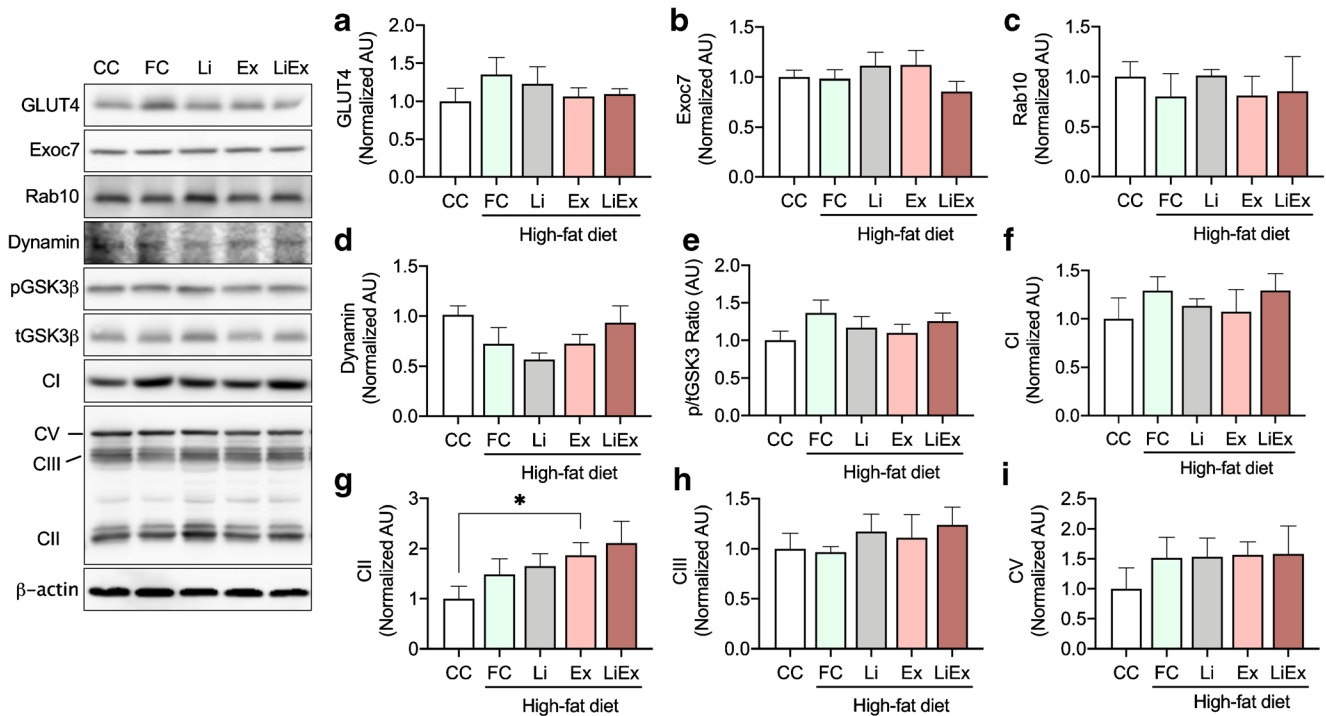 CC FC Li Ex LiEx
GLUT4
Exoc7
Rab10
Dynamin
pGSK3β
tGSK3β
CI
CV
CIII
CII
β-actin
a
GLUT4
(Normalized AU)
2.0
1.5
1.0
0.5
0.0
CC FC Li Ex LiEx
High-fat diet
b
Exoc7
(Normalized AU)
1.5
1.0
0.5
0.0
CC FC Li Ex LiEx
High-fat diet
c
Rab10
(Normalized AU)
1.5
1.0
0.5
0.0
CC FC Li Ex LiEx
High-fat diet
d
Dynamin
(Normalized AU)
1.5
1.0
0.5
0.0
CC FC Li Ex LiEx
High-fat diet
e
p/tGSK3 Ratio (AU)
2.0
1.5
1.0
0.5
0.0
CC FC Li Ex LiEx
High-fat diet
f
CI
(Normalized AU)
1.5
1.0
0.5
0.0
CC FC Li Ex LiEx
High-fat diet
g
CII
(Normalized AU)
3
2
1
0
*
CC FC Li Ex LiEx
High-fat diet
h
CIII
(Normalized AU)
1.5
1.0
0.5
0.0
CC FC Li Ex LiEx
High-fat diet
i
CV
(Normalized AU)
2.5
2.0
1.5
1.0
0.5
0.0
CC FC Li Ex LiEx
High-fat diet